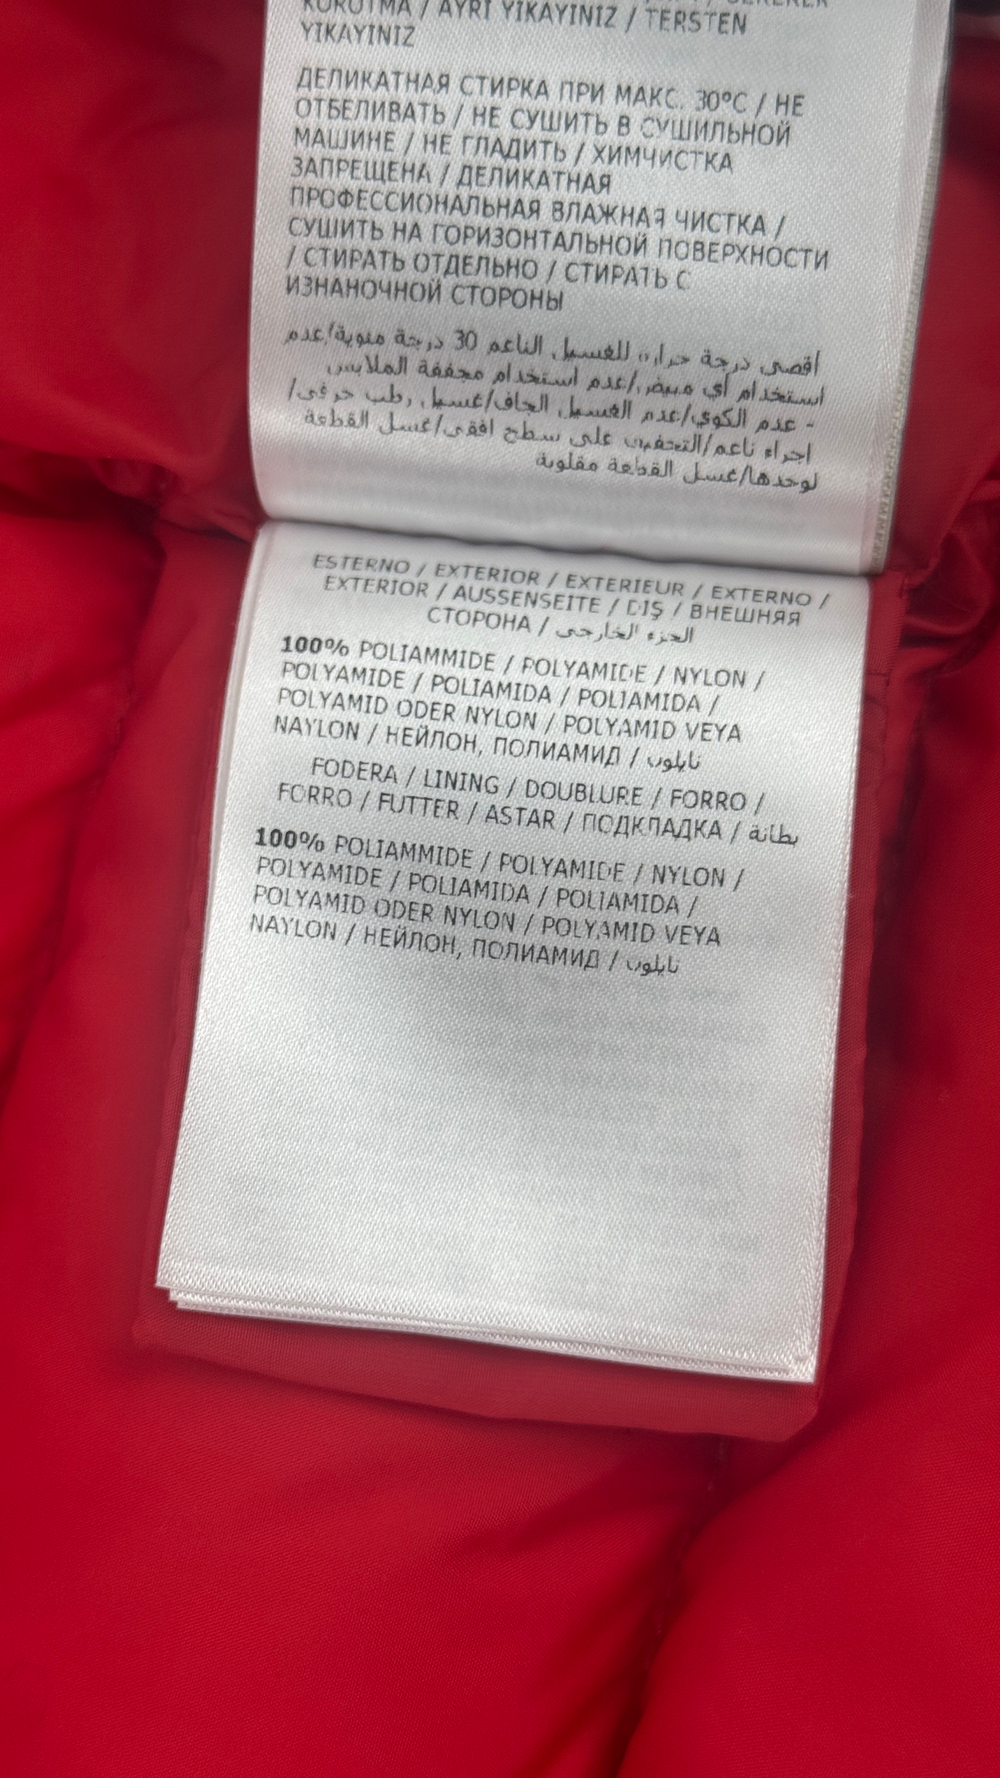 KURUTMA / AYRI YIKAYINIZ / TERSTEN
YIKAYINIZ
ДЕЛИКАТНАЯ СТИРКА ПРИ МАКС. 30°C / НЕ
ОТБЕЛИВАТЬ / НЕ СУШИТЬ В СУШИЛЬНОЙ
МАШИНЕ / НЕ ГЛАДИТЬ / ХИМЧИСТКА
ЗАПРЕЩЕНА / ДЕЛИКАТНАЯ
ПРОФЕССИОНАЛЬНАЯ ВЛАЖНАЯ ЧИСТКА /
СУШИТЬ НА ГОРИЗОНТАЛЬНОЙ ПОВЕРХНОСТИ
/ СТИРАТЬ ОТДЕЛЬНО / СТИРАТЬ С
ИЗНАНОЧНОЙ СТОРОНЫ
أقصى درجة حرارة للغسيل الناعم 30 درجة مئوية/عدم
استخدام أي مبيض/عدم استخدام مجففة الملابس
- عدم الكوي/عدم الغسيل الجاف/غسيل رطب حرفي/
اجراء ناعم/التجفيف على سطح افقي/غسل القطعة
لوحدها/غسل القطعة مقلوبة
ESTERNO / EXTERIOR / EXTERIEUR / EXTERNO /
EXTERIOR / AUSSENSEITE / DIŞ / ВНЕШНЯЯ
СТОРОНА / الجزء الخارجي
100% POLIAMMIDE / POLYAMIDE / NYLON /
POLYAMIDE / POLIAMIDA / POLIAMIDA /
POLYAMID ODER NYLON / POLYAMID VEYA
NAYLON / НЕЙЛОН, ПОЛИАМИД / نايلون
FODERA / LINING / DOUBLURE / FORRO /
FORRO / FUTTER / ASTAR / ПОДКЛАДКА / بطانة
100% POLIAMMIDE / POLYAMIDE / NYLON /
POLYAMIDE / POLIAMIDA / POLIAMIDA /
POLYAMID ODER NYLON / POLYAMID VEYA
NAYLON / НЕЙЛОН, ПОЛИАМИД / نايلون